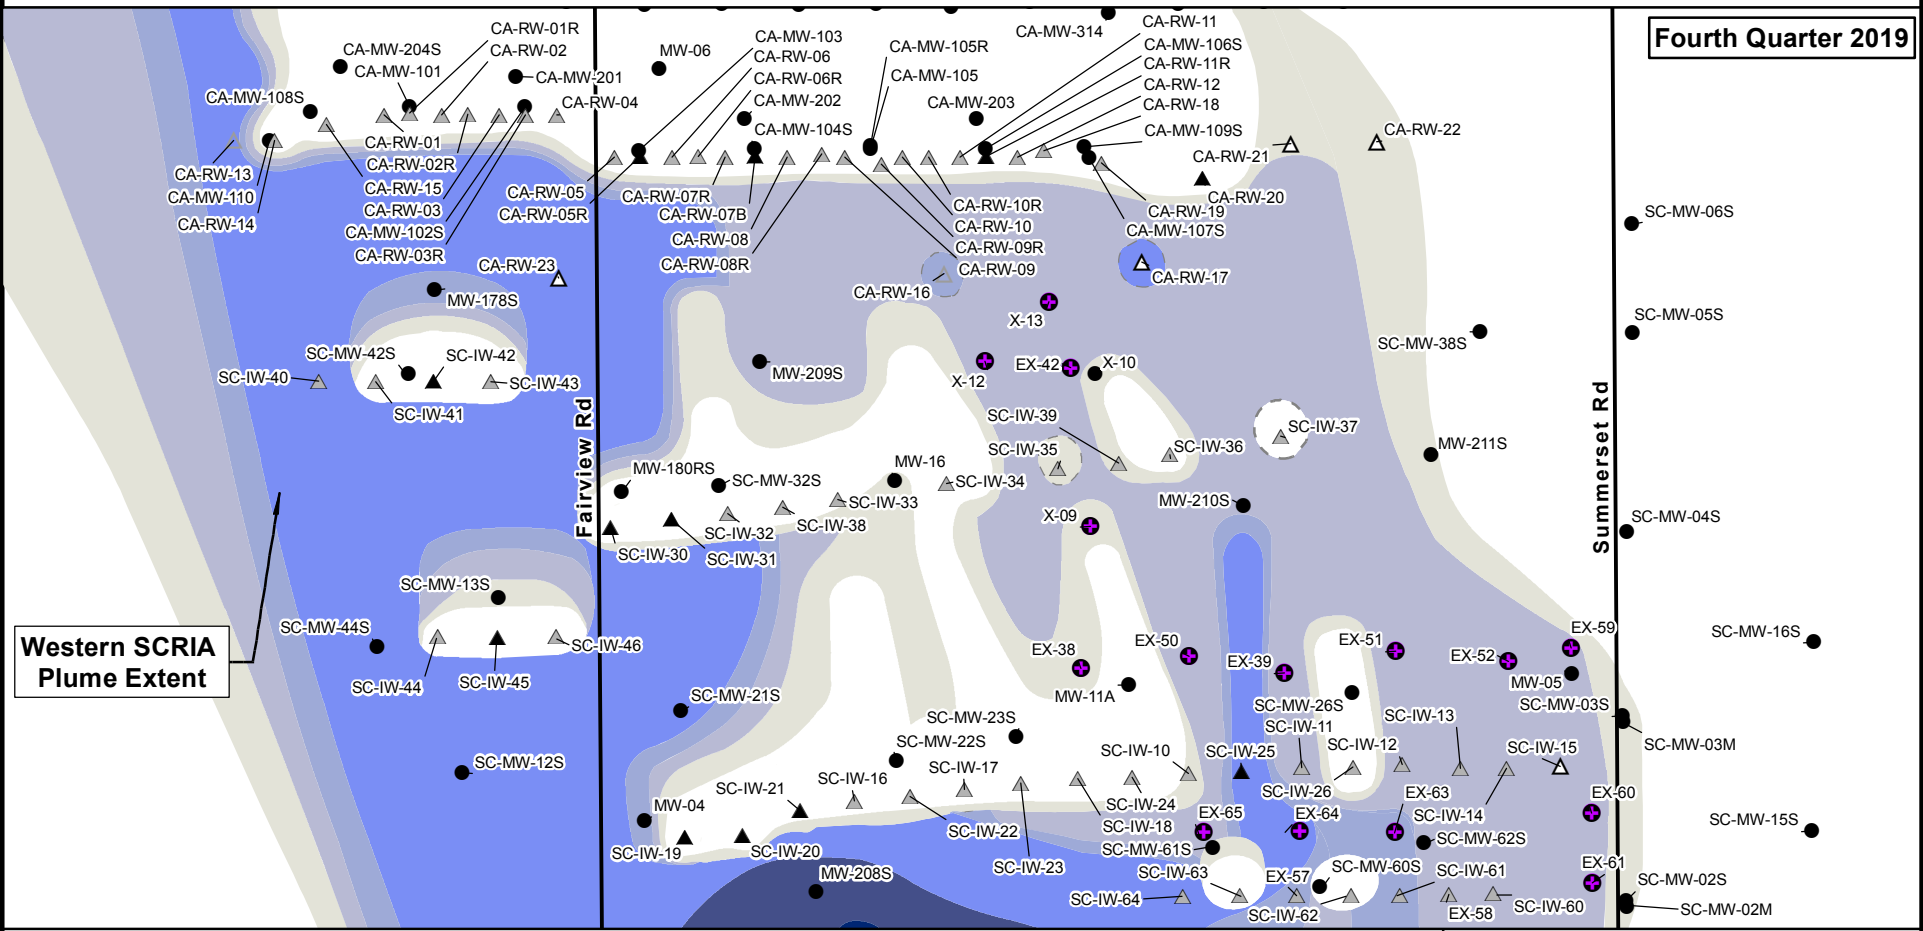 Fourth Quarter 2019
CA-RW-01R
CA-RW-02
CA-MW-204S
CA-MW-101
CA-MW-201
CA-MW-108S
CA-RW-04
CA-RW-01
CA-RW-02R
CA-RW-13
CA-MW-110
CA-RW-14
CA-RW-15
CA-RW-03
CA-MW-102S
CA-RW-03R
CA-RW-05
CA-RW-05R
CA-RW-23
MW-06
CA-MW-103
CA-RW-06
CA-RW-06R
CA-MW-202
CA-MW-104S
CA-MW-105R
CA-MW-105
CA-MW-203
CA-MW-314
CA-RW-11
CA-MW-106S
CA-RW-11R
CA-RW-12
CA-RW-18
CA-MW-109S
CA-RW-21
CA-RW-22
CA-RW-20
CA-RW-19
CA-MW-107S
CA-RW-07R
CA-RW-07B
CA-RW-08
CA-RW-08R
CA-RW-10R
CA-RW-10
CA-RW-09R
CA-RW-09
CA-RW-16
CA-RW-17
SC-MW-06S
SC-MW-05S
MW-178S
X-13
SC-MW-38S
SC-MW-42S
SC-IW-42
SC-IW-40
SC-IW-43
SC-IW-41
MW-209S
X-12
EX-42
X-10
Fairview Rd
Summerset Rd
SC-IW-39
SC-IW-37
SC-IW-35
SC-IW-36
MW-211S
MW-180RS
SC-MW-32S
MW-16
SC-IW-34
SC-IW-33
SC-IW-38
SC-IW-32
SC-IW-30
SC-IW-31
MW-210S
X-09
SC-MW-04S
SC-MW-13S
SC-MW-44S
SC-IW-46
SC-IW-44
SC-IW-45
Western SCRIA
Plume Extent
EX-38
EX-50
EX-51
EX-59
EX-39
EX-52
MW-05
SC-MW-16S
MW-11A
SC-MW-21S
SC-MW-26S
SC-MW-03S
SC-MW-03M
SC-MW-23S
SC-MW-22S
SC-IW-11
SC-IW-13
SC-IW-12
SC-IW-15
SC-IW-10
SC-IW-25
SC-IW-17
SC-IW-16
SC-MW-12S
SC-IW-21
SC-IW-26
EX-63
EX-60
MW-04
SC-IW-24
EX-65
EX-64
SC-IW-14
SC-MW-15S
SC-IW-22
SC-IW-18
SC-MW-62S
SC-IW-19
SC-IW-20
SC-MW-61S
SC-IW-23
SC-IW-63
SC-MW-60S
SC-IW-61
EX-61
MW-208S
EX-57
SC-MW-02S
SC-IW-64
SC-IW-62
EX-58
SC-IW-60
SC-MW-02M